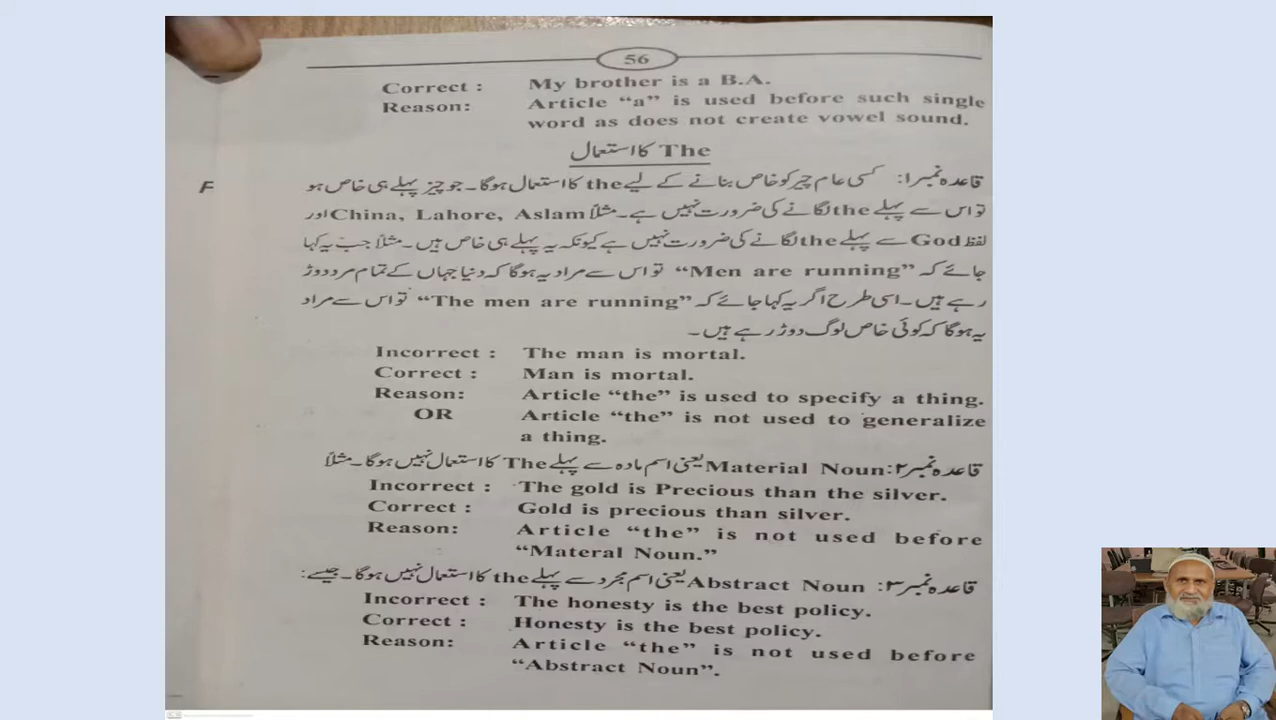 56
Correct : My brother is a B.A.
Reason: Article “a” is used before such single
word as does not create vowel sound.
The کا استعمال
F
قاعدہ نمبر۱: کسی عام چیز کو خاص بنانے کے لیے the کا استعمال ہوگا۔ جو چیز پہلے ہی خاص ہو
تو اس سے پہلے the لگانے کی ضرورت نہیں ہے۔ مثلاً China, Lahore, Aslam اور
لفظ God سے پہلے the لگانے کی ضرورت نہیں ہے کیونکہ یہ پہلے ہی خاص ہیں۔ مثلاً جب یہ کہا
جائے کہ “Men are running” تو اس سے مراد یہ ہوگا کہ دنیا جہاں کے تمام مرد دوڑ
رہے ہیں۔ اسی طرح اگر یہ کہا جائے کہ “The men are running” تو اس سے مراد
یہ ہوگا کہ کوئی خاص لوگ دوڑ رہے ہیں۔
Incorrect : The man is mortal.
Correct : Man is mortal.
Reason: Article “the” is used to specify a thing.
OR Article “the” is not used to generalize
a thing.
قاعدہ نمبر۲: Material Noun یعنی اسم مادہ سے پہلے The کا استعمال نہیں ہوگا۔ مثلاً
Incorrect : The gold is Precious than the silver.
Correct : Gold is precious than silver.
Reason: Article “the” is not used before
“Materal Noun.”
قاعدہ نمبر۳: Abstract Noun یعنی اسم مجرد سے پہلے the کا استعمال نہیں ہوگا۔ جیسے:
Incorrect : The honesty is the best policy.
Correct : Honesty is the best policy.
Reason: Article “the” is not used before
“Abstract Noun”.